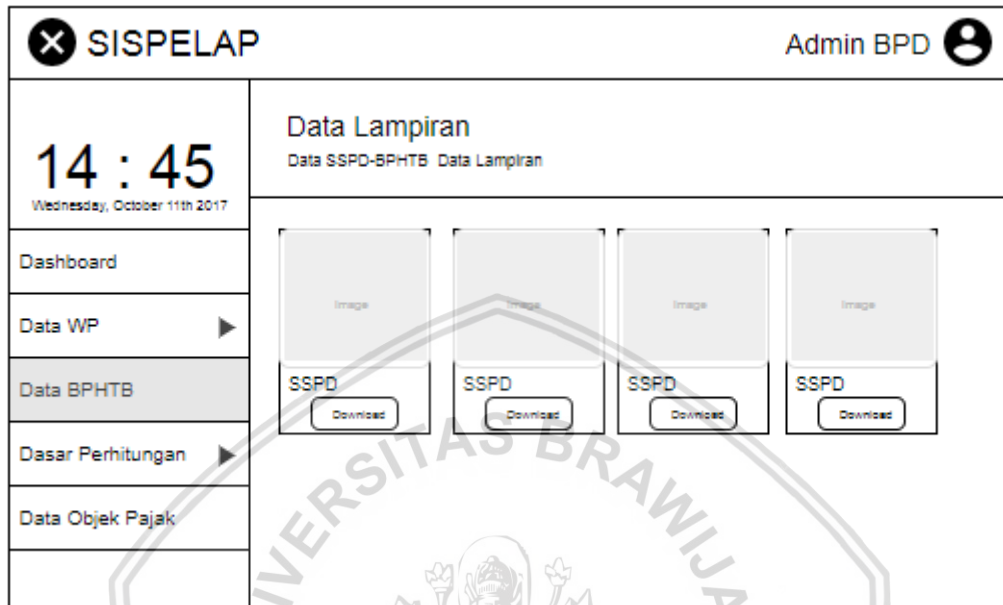 SISPELAP
Admin BPD
14 : 45
Wednesday, October 11th 2017
Dashboard
Data WP
Data BPHTB
Dasar Perhitungan
Data Objek Pajak
Data Lampiran
Data SSPD-BPHTB Data Lampiran
Image Image Image Image
SSPD SSPD SSPD SSPD
Download Download Download Download
VERSITAS BRAWIJA